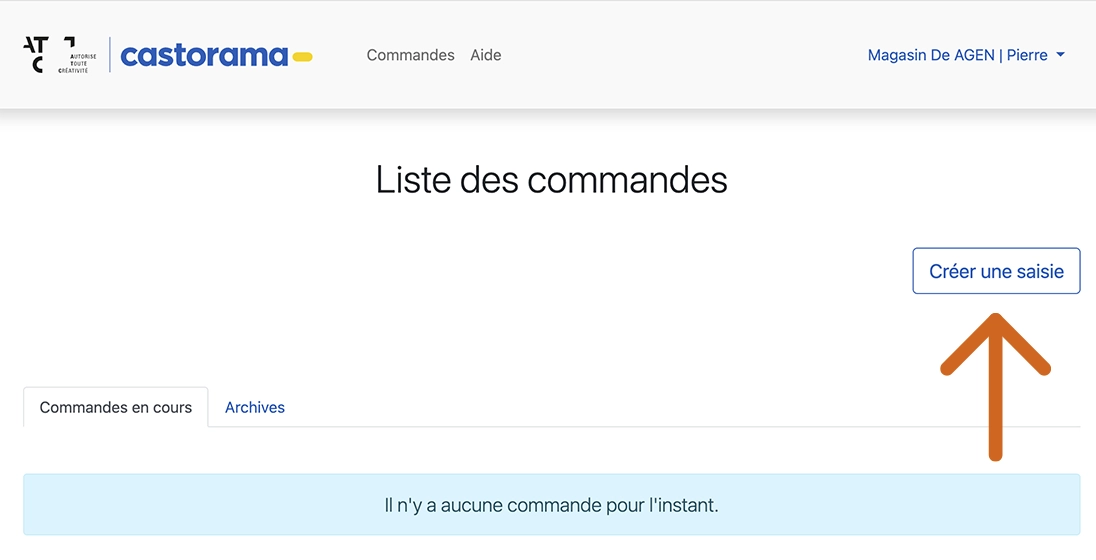 ATC
AUTORISE
TOUTE
CRÉATIVITÉ
castorama
Commandes Aide
Magasin De AGEN | Pierre
Liste des commandes
Créer une saisie
Commandes en cours Archives
Il n'y a aucune commande pour l'instant.